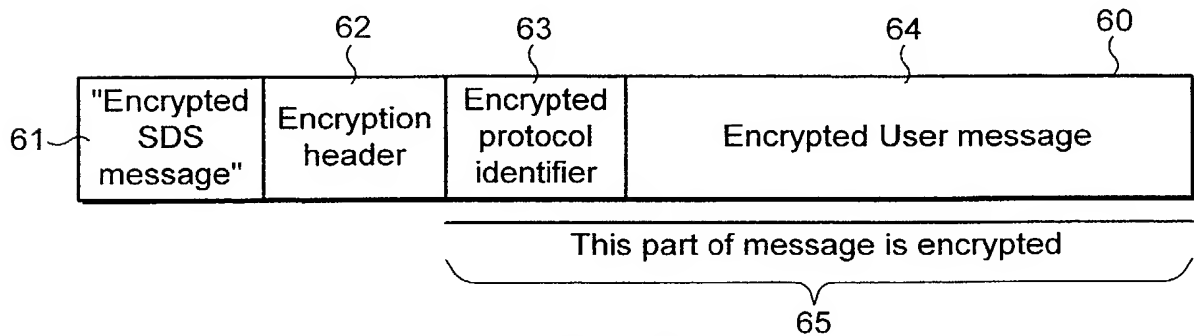 62
63
64
60
61
"Encrypted
SDS
message"
Encryption
header
Encrypted
protocol
identifier
Encrypted User message
This part of message is encrypted
65